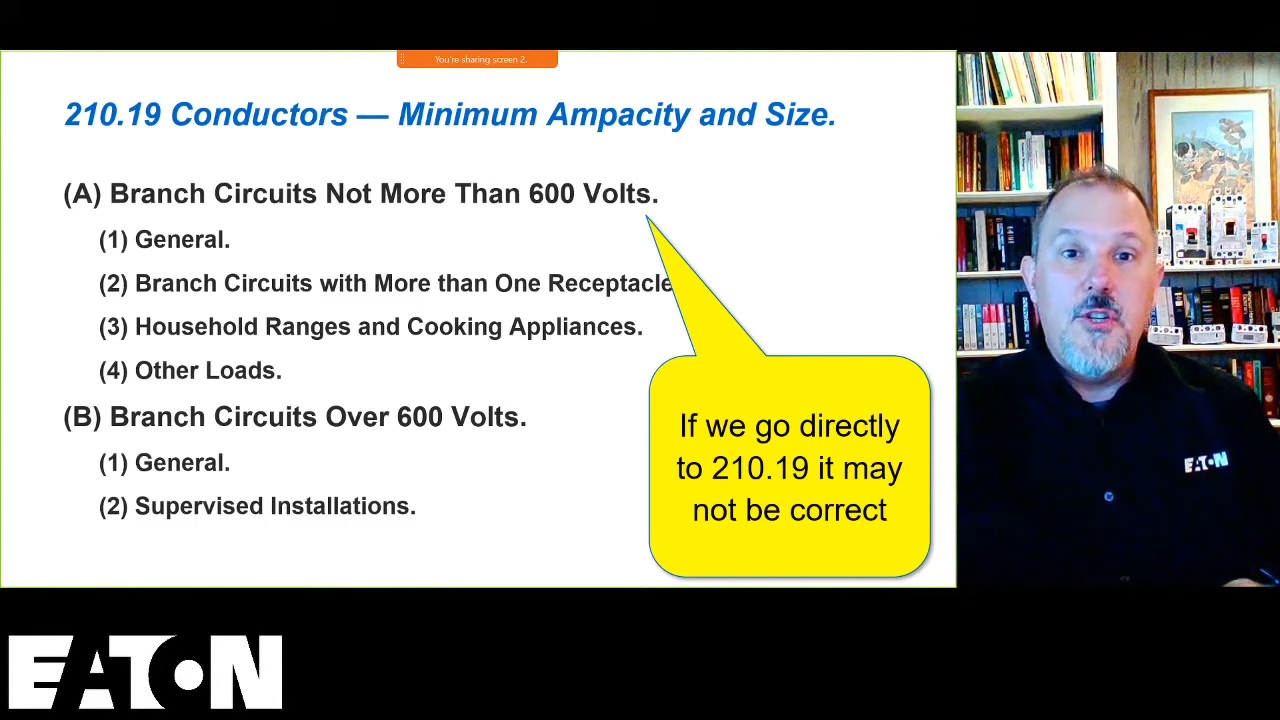 You're sharing screen 2.
210.19 Conductors — Minimum Ampacity and Size.
(A) Branch Circuits Not More Than 600 Volts.
(1) General.
(2) Branch Circuits with More than One Receptacle
(3) Household Ranges and Cooking Appliances.
(4) Other Loads.
(B) Branch Circuits Over 600 Volts.
(1) General.
(2) Supervised Installations.
If we go directly
to 210.19 it may
not be correct
EATON
EATON